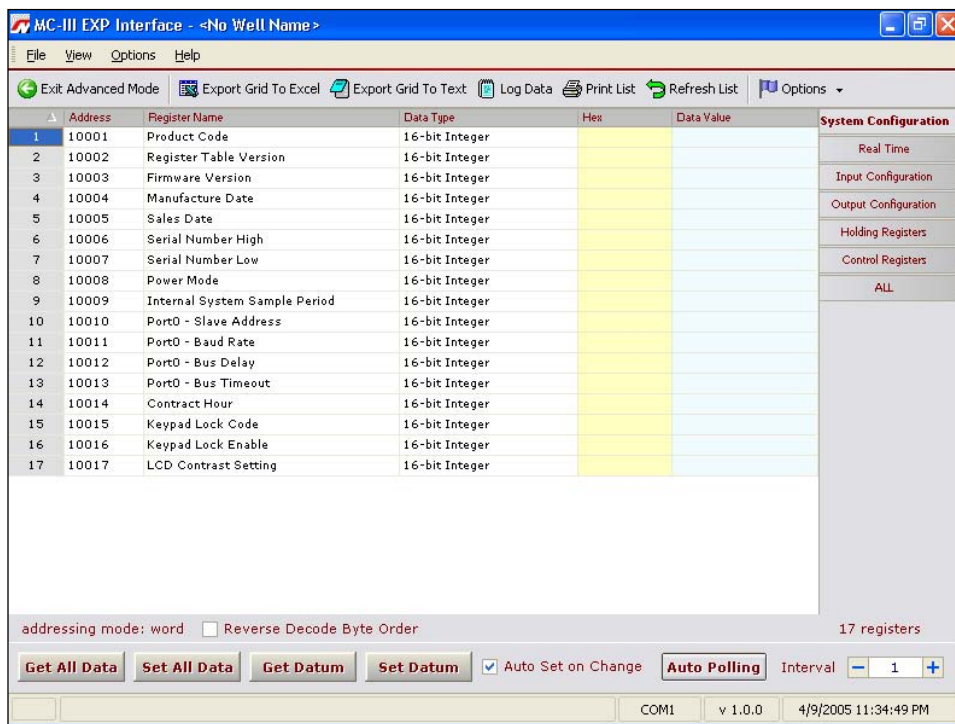 MC-III EXP Interface - <No Well Name>
File View Options Help
Exit Advanced Mode Export Grid To Excel Export Grid To Text Log Data Print List Refresh List Options
Address Register Name Data Type Hex Data Value System Configuration
1 10001 Product Code 16-bit Integer
Real Time
2 10002 Register Table Version 16-bit Integer
3 10003 Firmware Version 16-bit Integer Input Configuration
4 10004 Manufacture Date 16-bit Integer Output Configuration
5 10005 Sales Date 16-bit Integer
6 10006 Serial Number High 16-bit Integer Holding Registers
7 10007 Serial Number Low 16-bit Integer Control Registers
8 10008 Power Mode 16-bit Integer ALL
9 10009 Internal System Sample Period 16-bit Integer
10 10010 Port0 - Slave Address 16-bit Integer
11 10011 Port0 - Baud Rate 16-bit Integer
12 10012 Port0 - Bus Delay 16-bit Integer
13 10013 Port0 - Bus Timeout 16-bit Integer
14 10014 Contract Hour 16-bit Integer
15 10015 Keypad Lock Code 16-bit Integer
16 10016 Keypad Lock Enable 16-bit Integer
17 10017 LCD Contrast Setting 16-bit Integer
addressing mode: word Reverse Decode Byte Order 17 registers
Get All Data Set All Data Get Datum Set Datum Auto Set on Change Auto Polling Interval 1
COM1 v 1.0.0 4/9/2005 11:34:49 PM